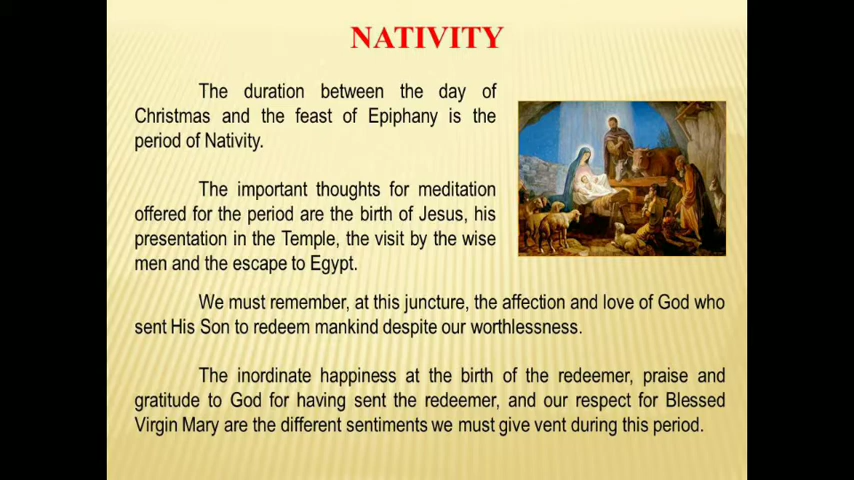 NATIVITY
The duration between the day of
Christmas and the feast of Epiphany is the
period of Nativity.
The important thoughts for meditation
offered for the period are the birth of Jesus, his
presentation in the Temple, the visit by the wise
men and the escape to Egypt.
We must remember, at this juncture, the affection and love of God who
sent His Son to redeem mankind despite our worthlessness.
The inordinate happiness at the birth of the redeemer, praise and
gratitude to God for having sent the redeemer, and our respect for Blessed
Virgin Mary are the different sentiments we must give vent during this period.